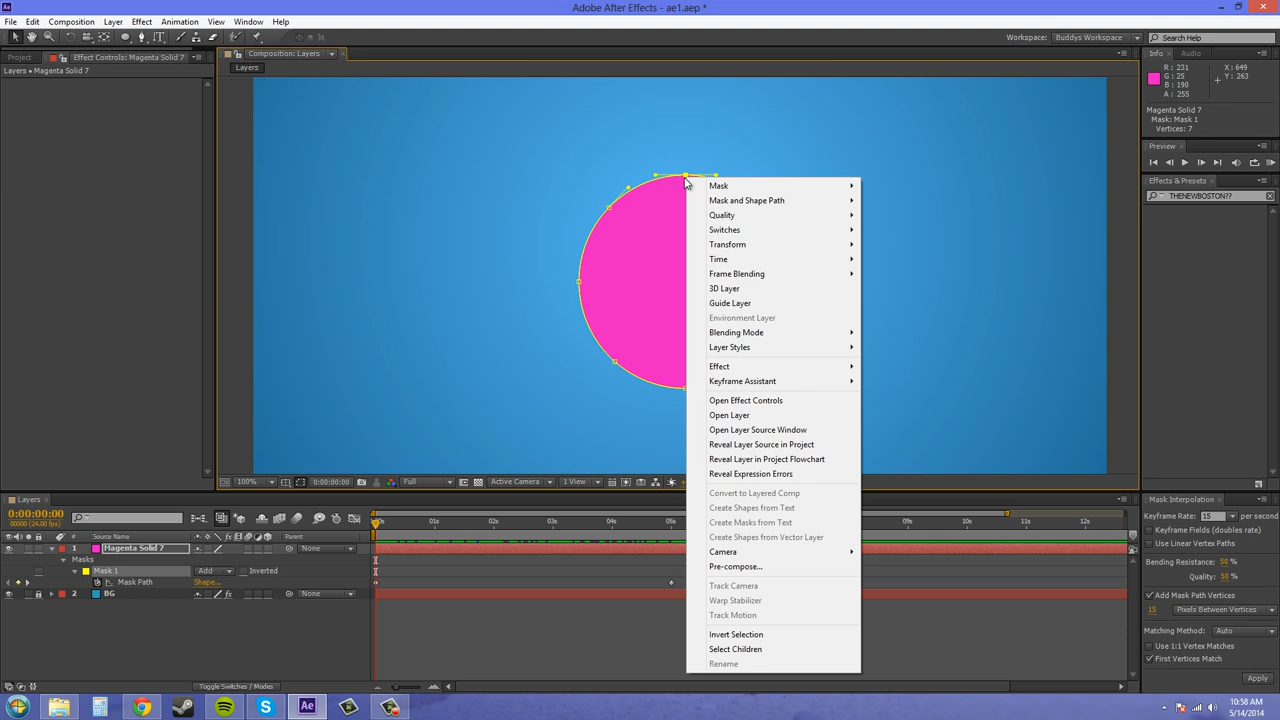 Adobe After Effects - ae1.aep *
File Edit Composition Layer Effect Animation View Window Help
Workspace: Buddys Workspace Search Help
Project Effect Controls: Magenta Solid 7 Composition: Layers Info Audio
Layers • Magenta Solid 7
Layers
R : 231 X : 649
G : 25 Y : 263
B : 190
A : 255
Magenta Solid 7
Mask: Mask 1
Vertices: 7
Preview
Effects & Presets
THENEWBOSTON??
Mask
Mask and Shape Path
Quality
Switches
Transform
Time
Frame Blending
3D Layer
Guide Layer
Environment Layer
Blending Mode
Layer Styles
Effect
Keyframe Assistant
Open Effect Controls
Open Layer
Open Layer Source Window
Reveal Layer Source in Project
Reveal Layer in Project Flowchart
Reveal Expression Errors
Convert to Layered Comp
Create Shapes from Text
Create Masks from Text
Create Shapes from Vector Layer
Camera
Pre-compose...
Track Camera
Warp Stabilizer
Track Motion
Invert Selection
Select Children
Rename
100% 0:00:00:00 Full Active Camera 1 View
Layers
0:00:00:00
00000 (24.00 fps)
01s 02s 03s 04s 05s 09s 10s 11s 12s
# Source Name Parent
1 Magenta Solid 7 None
Masks
Mask 1 Add Inverted
Mask Path Shape...
2 BG None
Toggle Switches / Modes
Mask Interpolation
Keyframe Rate: 15 per second
Keyframe Fields (doubles rate)
Use Linear Vertex Paths
Bending Resistance: 50 %
Quality: 50 %
Add Mask Path Vertices
15 Pixels Between Vertices
Matching Method: Auto
Use 1:1 Vertex Matches
First Vertices Match
Apply
10:58 AM
5/14/2014